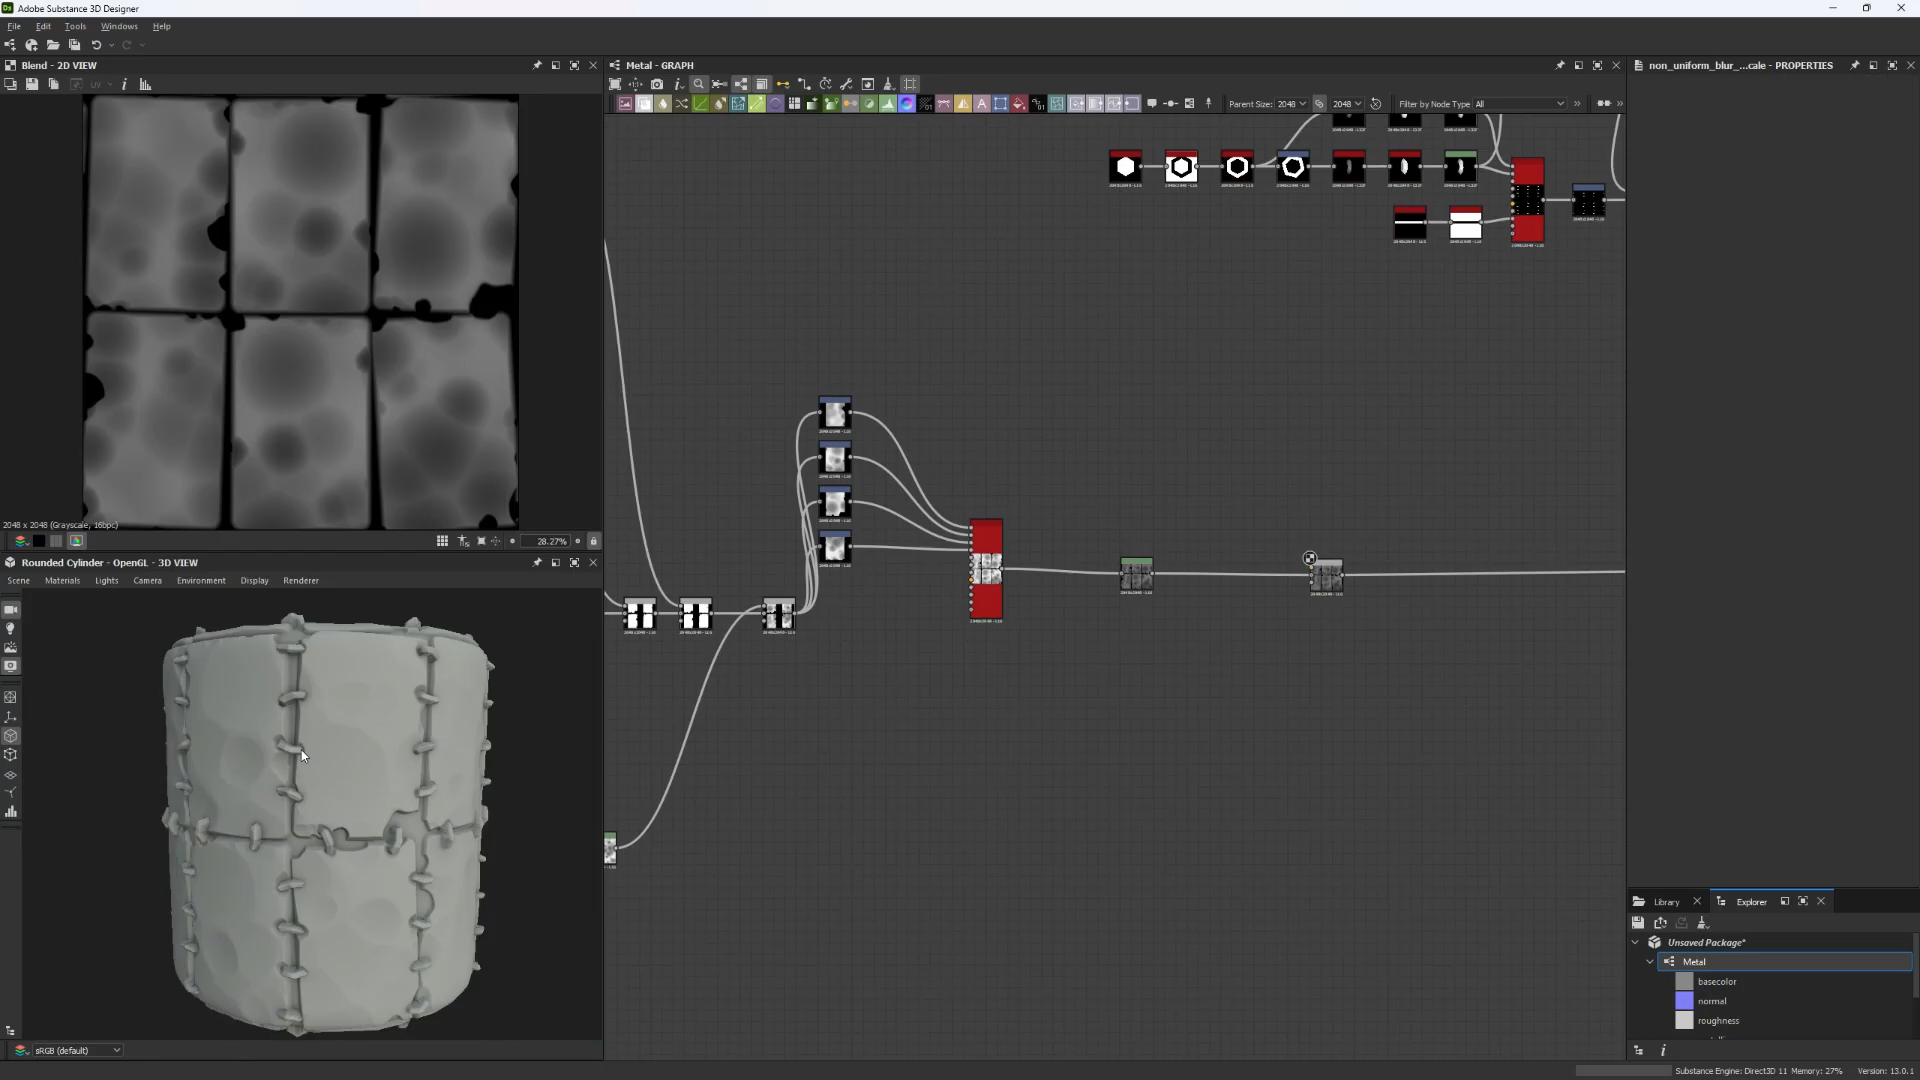 Adobe Substance 3D Designer
File Edit Tools Windows Help
Blend - 2D VIEW
Metal - GRAPH
non_uniform_blur_...cale - PROPERTIES
Parent Size: 2048
2048
Filter by Node Type All
2048 x 2048 (Grayscale, 16bpc)
28.27%
Rounded Cylinder - OpenGL - 3D VIEW
Scene Materials Lights Camera Environment Display Renderer
Library
Explorer
Unsaved Package*
Metal
basecolor
normal
roughness
sRGB (default)
Substance Engine: Direct3D 11 Memory: 27% Version: 13.0.1